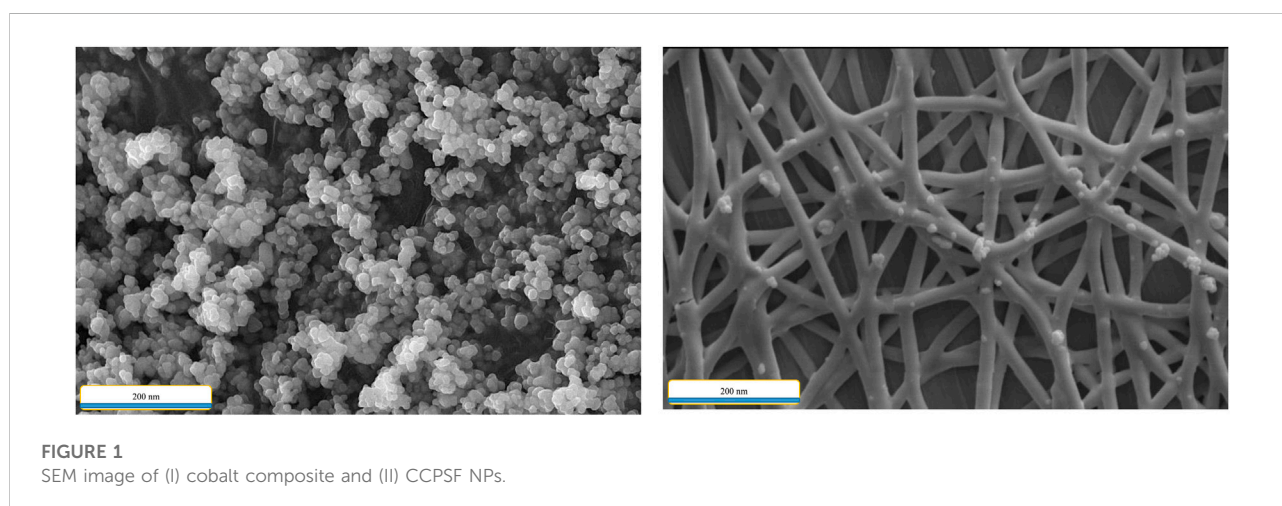 200 nm
200 nm
FIGURE 1
SEM image of (I) cobalt composite and (II) CCPSF NPs.